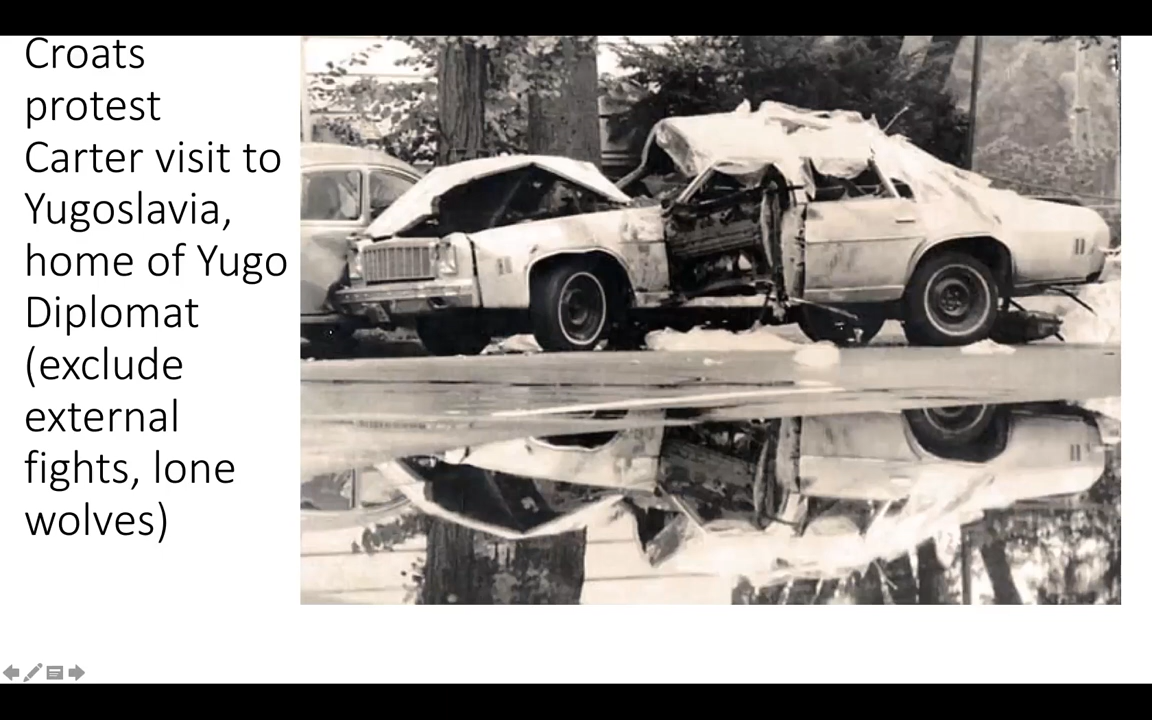 Croats
protest
Carter visit to
Yugoslavia,
home of Yugo
Diplomat
(exclude
external
fights, lone
wolves)